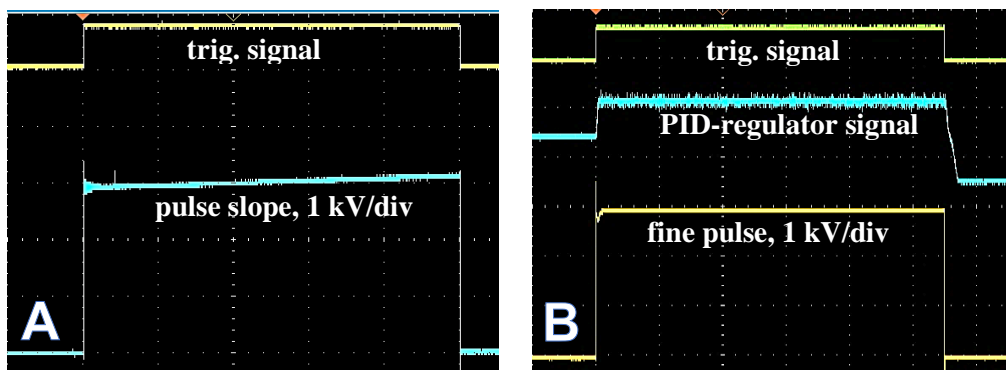 trig. signal
pulse slope, 1 kV/div
A
trig. signal
PID-regulator signal
fine pulse, 1 kV/div
B